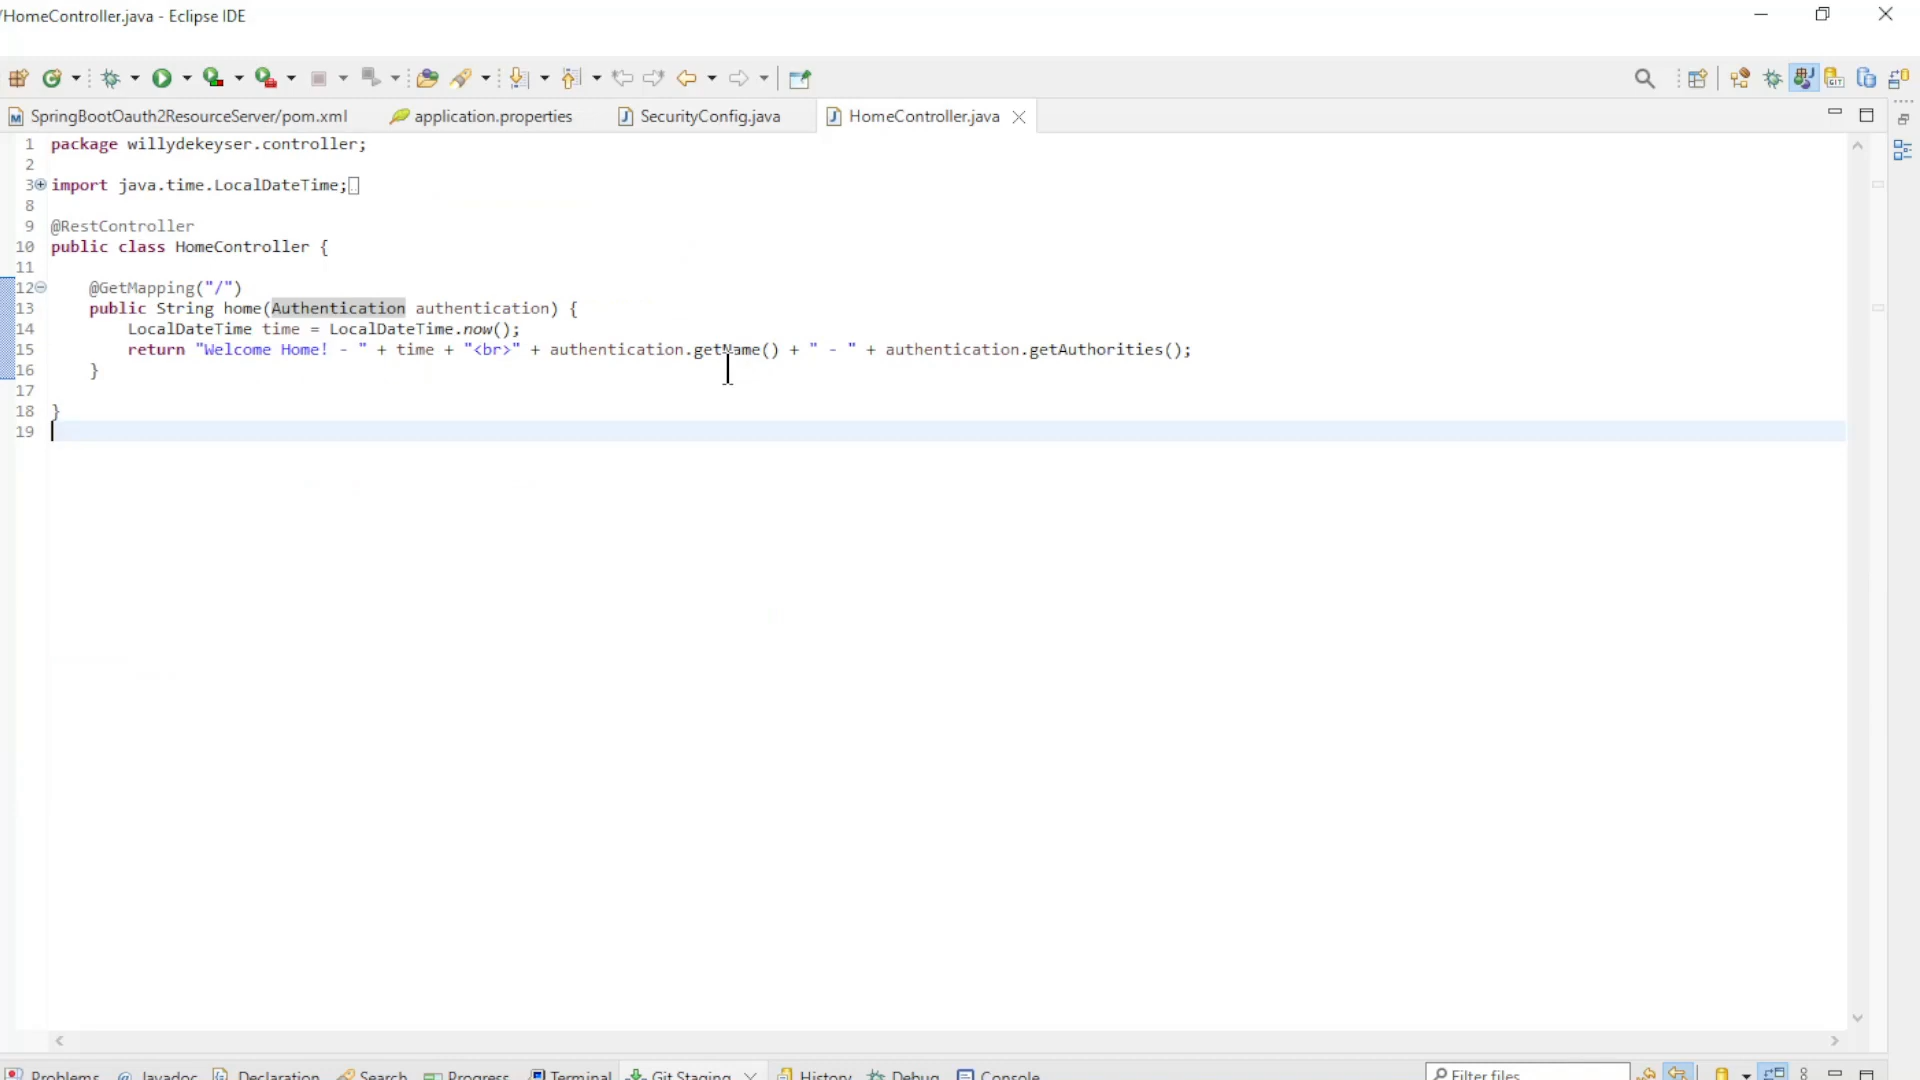 /HomeController.java - Eclipse IDE
SpringBootOauth2ResourceServer/pom.xml application.properties SecurityConfig.java HomeController.java
1 package willydekeyser.controller;
2
3 import java.time.LocalDateTime;
8
9 @RestController
10 public class HomeController {
11
12 @GetMapping("/")
13 public String home(Authentication authentication) {
14 LocalDateTime time = LocalDateTime.now();
15 return "Welcome Home! - " + time + "<br>" + authentication.getName() + " - " + authentication.getAuthorities();
16 }
17
18 }
19
Problems Javadoc Declaration Search Progress Terminal Git Staging History Debug Console Filter files